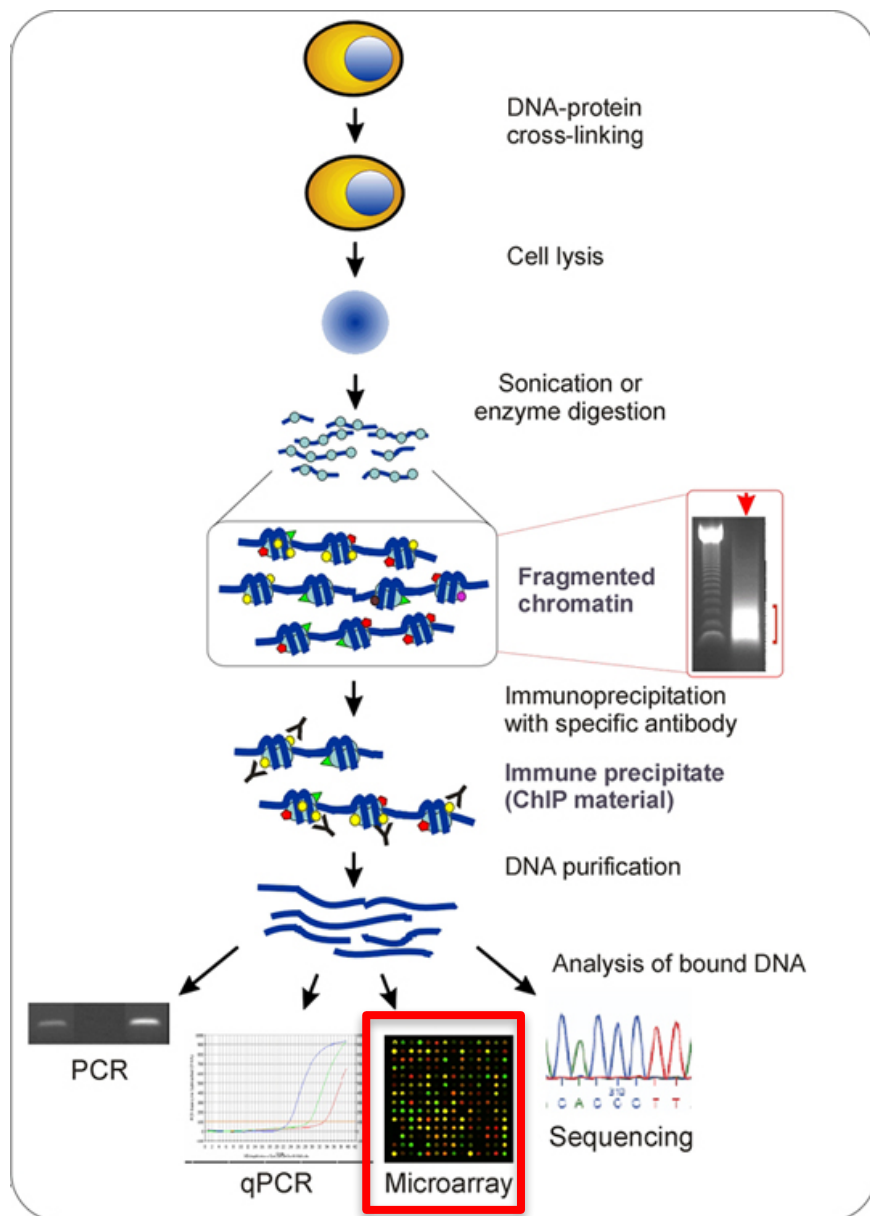 DNA-protein
cross-linking
Cell lysis
Sonication or
enzyme digestion
Fragmented
chromatin
Immunoprecipitation
with specific antibody
Immune precipitate
(ChIP material)
DNA purification
Analysis of bound DNA
PCR
qPCR
Microarray
310
C A C C C T T
Sequencing